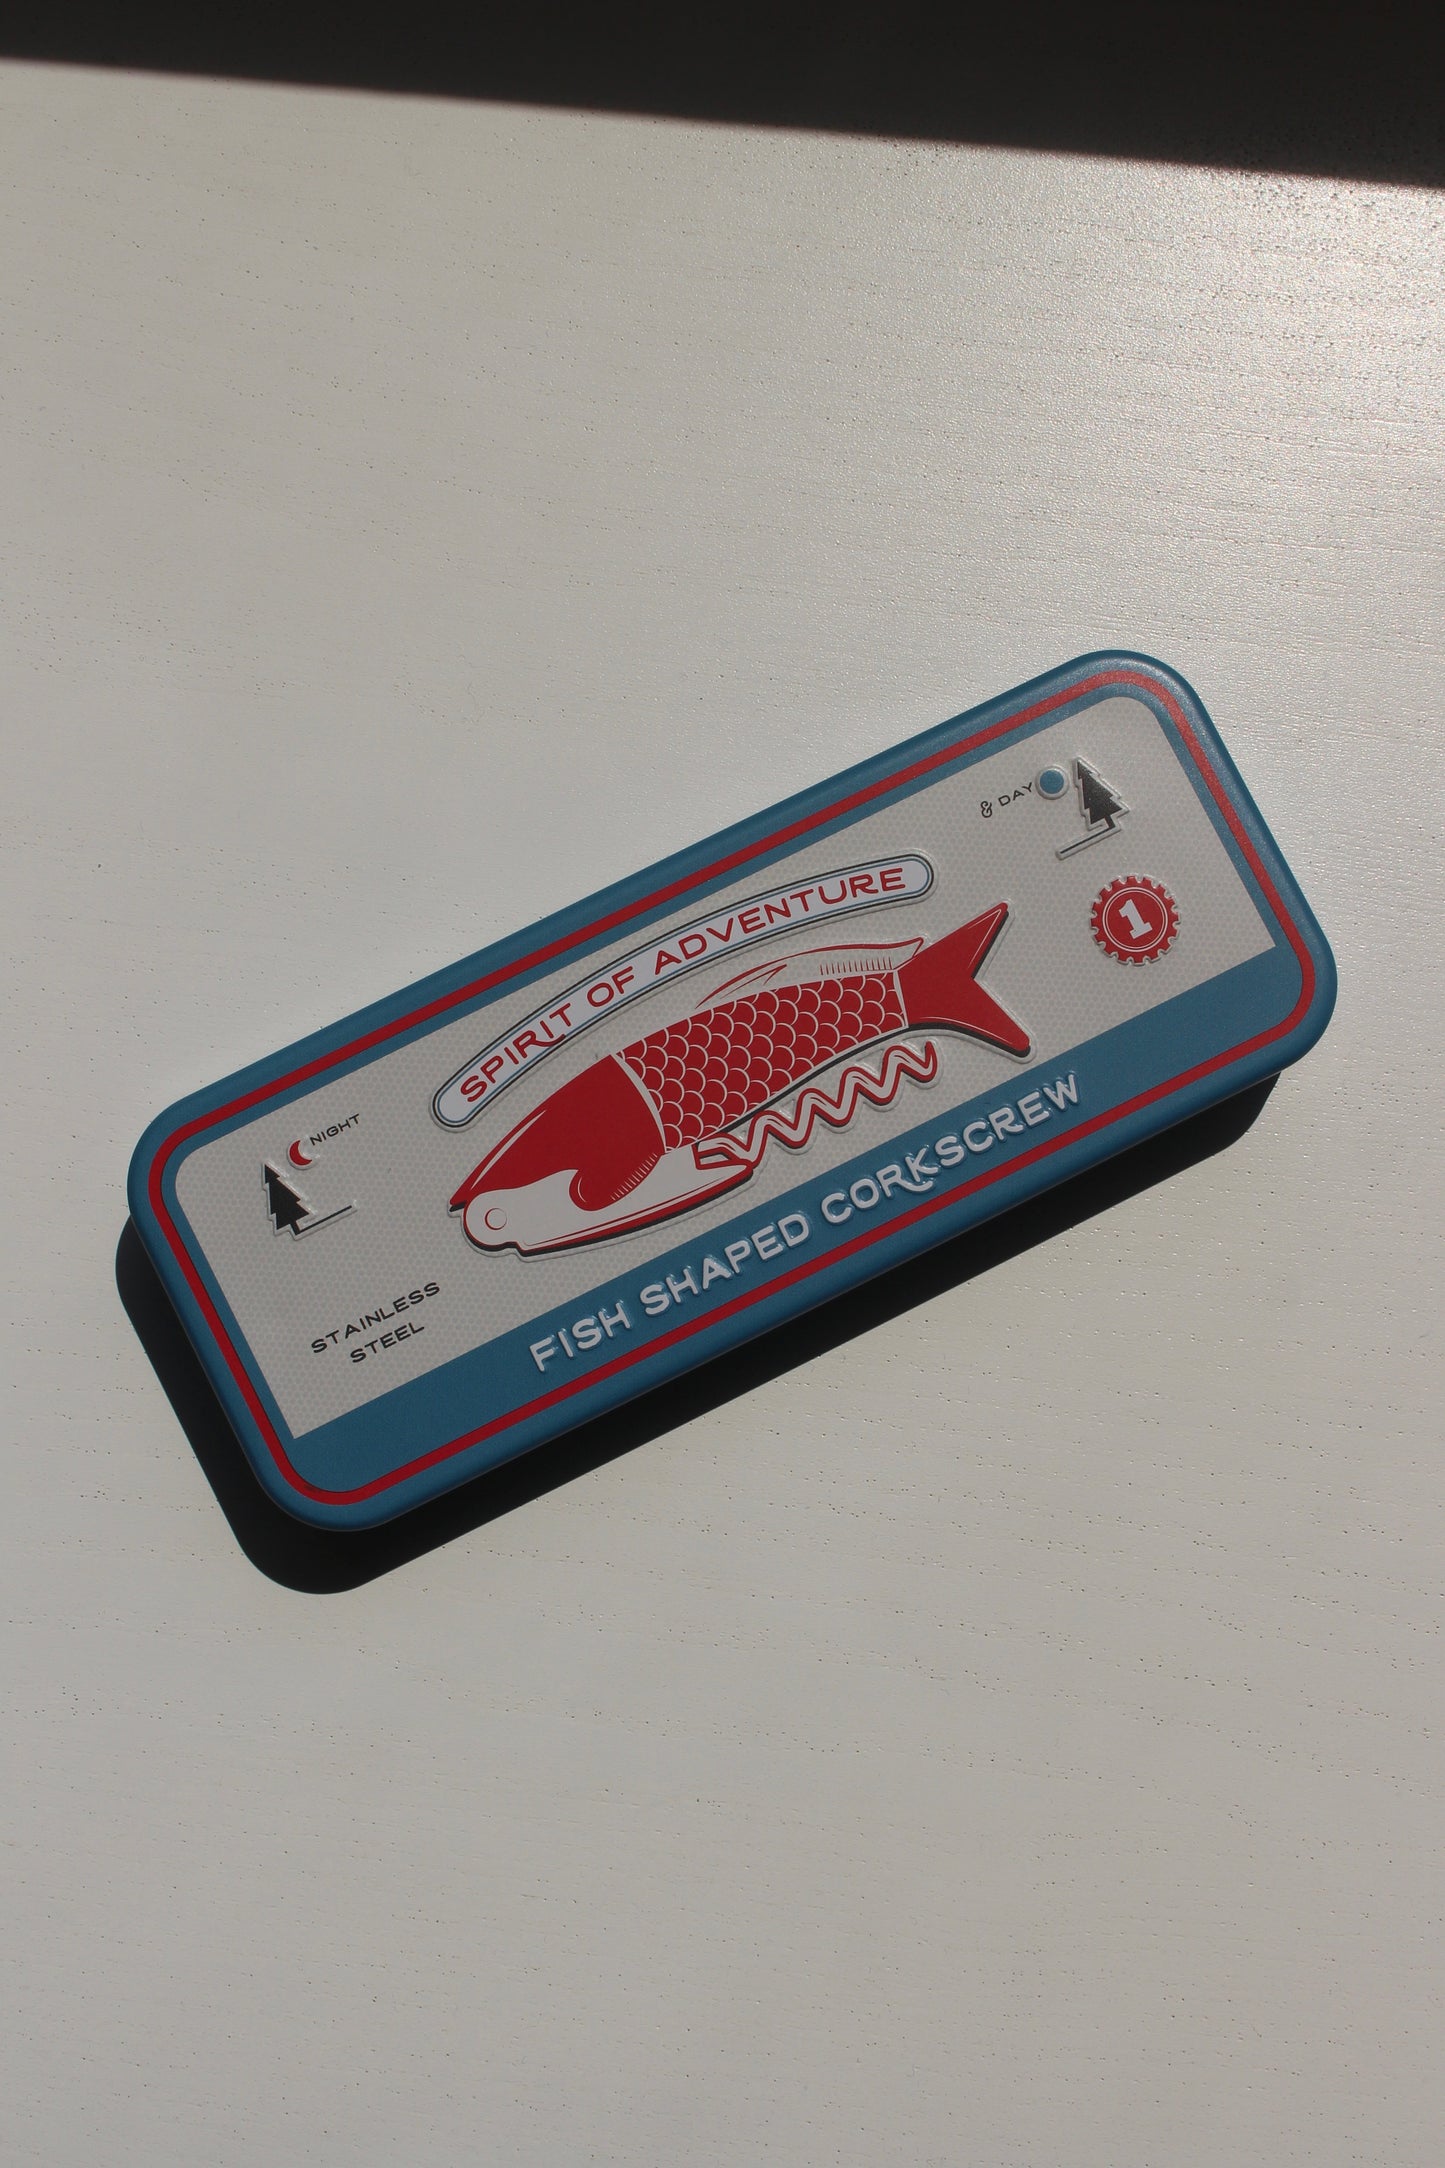 SPIRIT OF ADVENTURE
NIGHT
& DAY
1
STAINLESS
STEEL
FISH SHAPED CORKSCREW